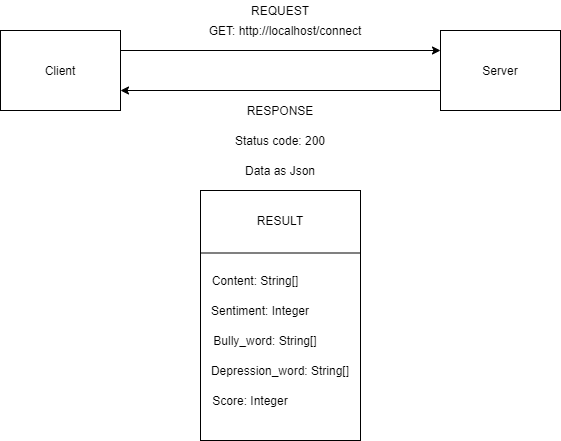 REQUEST
GET: http://localhost/connect
Client
Server
RESPONSE
Status code: 200
Data as Json
RESULT
Content: String[]
Sentiment: Integer
Bully_word: String[]
Depression_word: String[]
Score: Integer